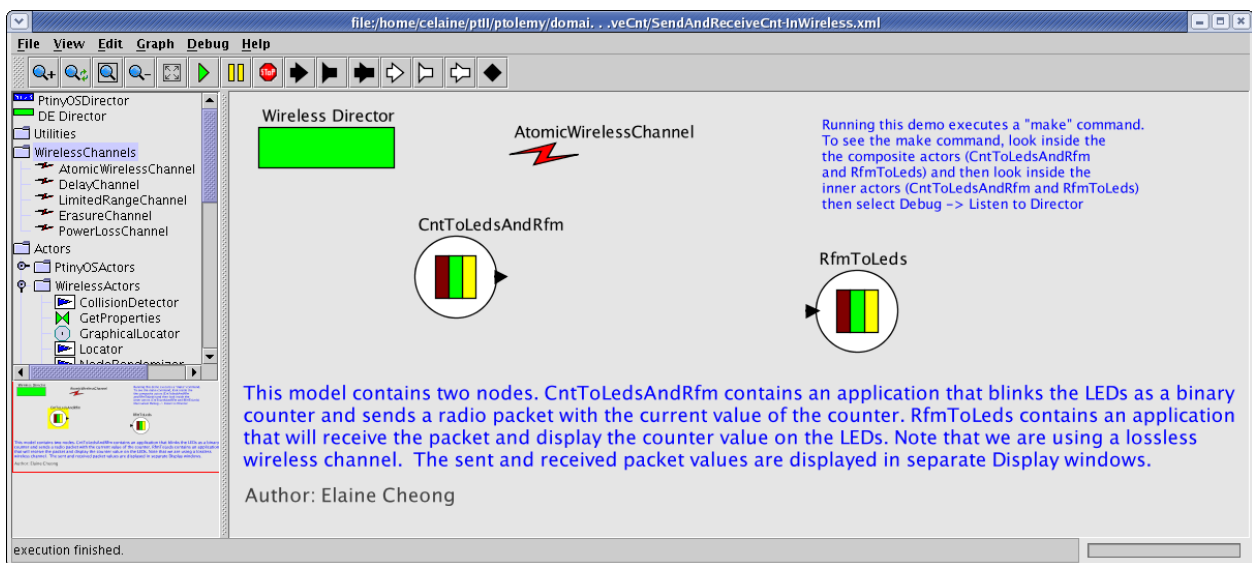 file:/home/celaine/ptII/ptolemy/domai. . .veCnt/SendAndReceiveCnt-InWireless.xml
File View Edit Graph Debug Help
STOP
PtinyOSDirector
DE Director
Utilities
WirelessChannels
AtomicWirelessChannel
DelayChannel
LimitedRangeChannel
ErasureChannel
PowerLossChannel
Actors
PtinyOSActors
WirelessActors
CollisionDetector
GetProperties
GraphicalLocator
Locator
NodeRandomizer
Wireless Director
AtomicWirelessChannel
Running this demo executes a "make" command.
To see the make command, look inside the
the composite actors (CntToLedsAndRfm
and RfmToLeds) and then look inside the
inner actors (CntToLedsAndRfm and RfmToLeds)
then select Debug -> Listen to Director
CntToLedsAndRfm
RfmToLeds
This model contains two nodes. CntToLedsAndRfm contains an application that blinks the LEDs as a binary
counter and sends a radio packet with the current value of the counter. RfmToLeds contains an application
that will receive the packet and display the counter value on the LEDs. Note that we are using a lossless
wireless channel. The sent and received packet values are displayed in separate Display windows.
Author: Elaine Cheong
execution finished.